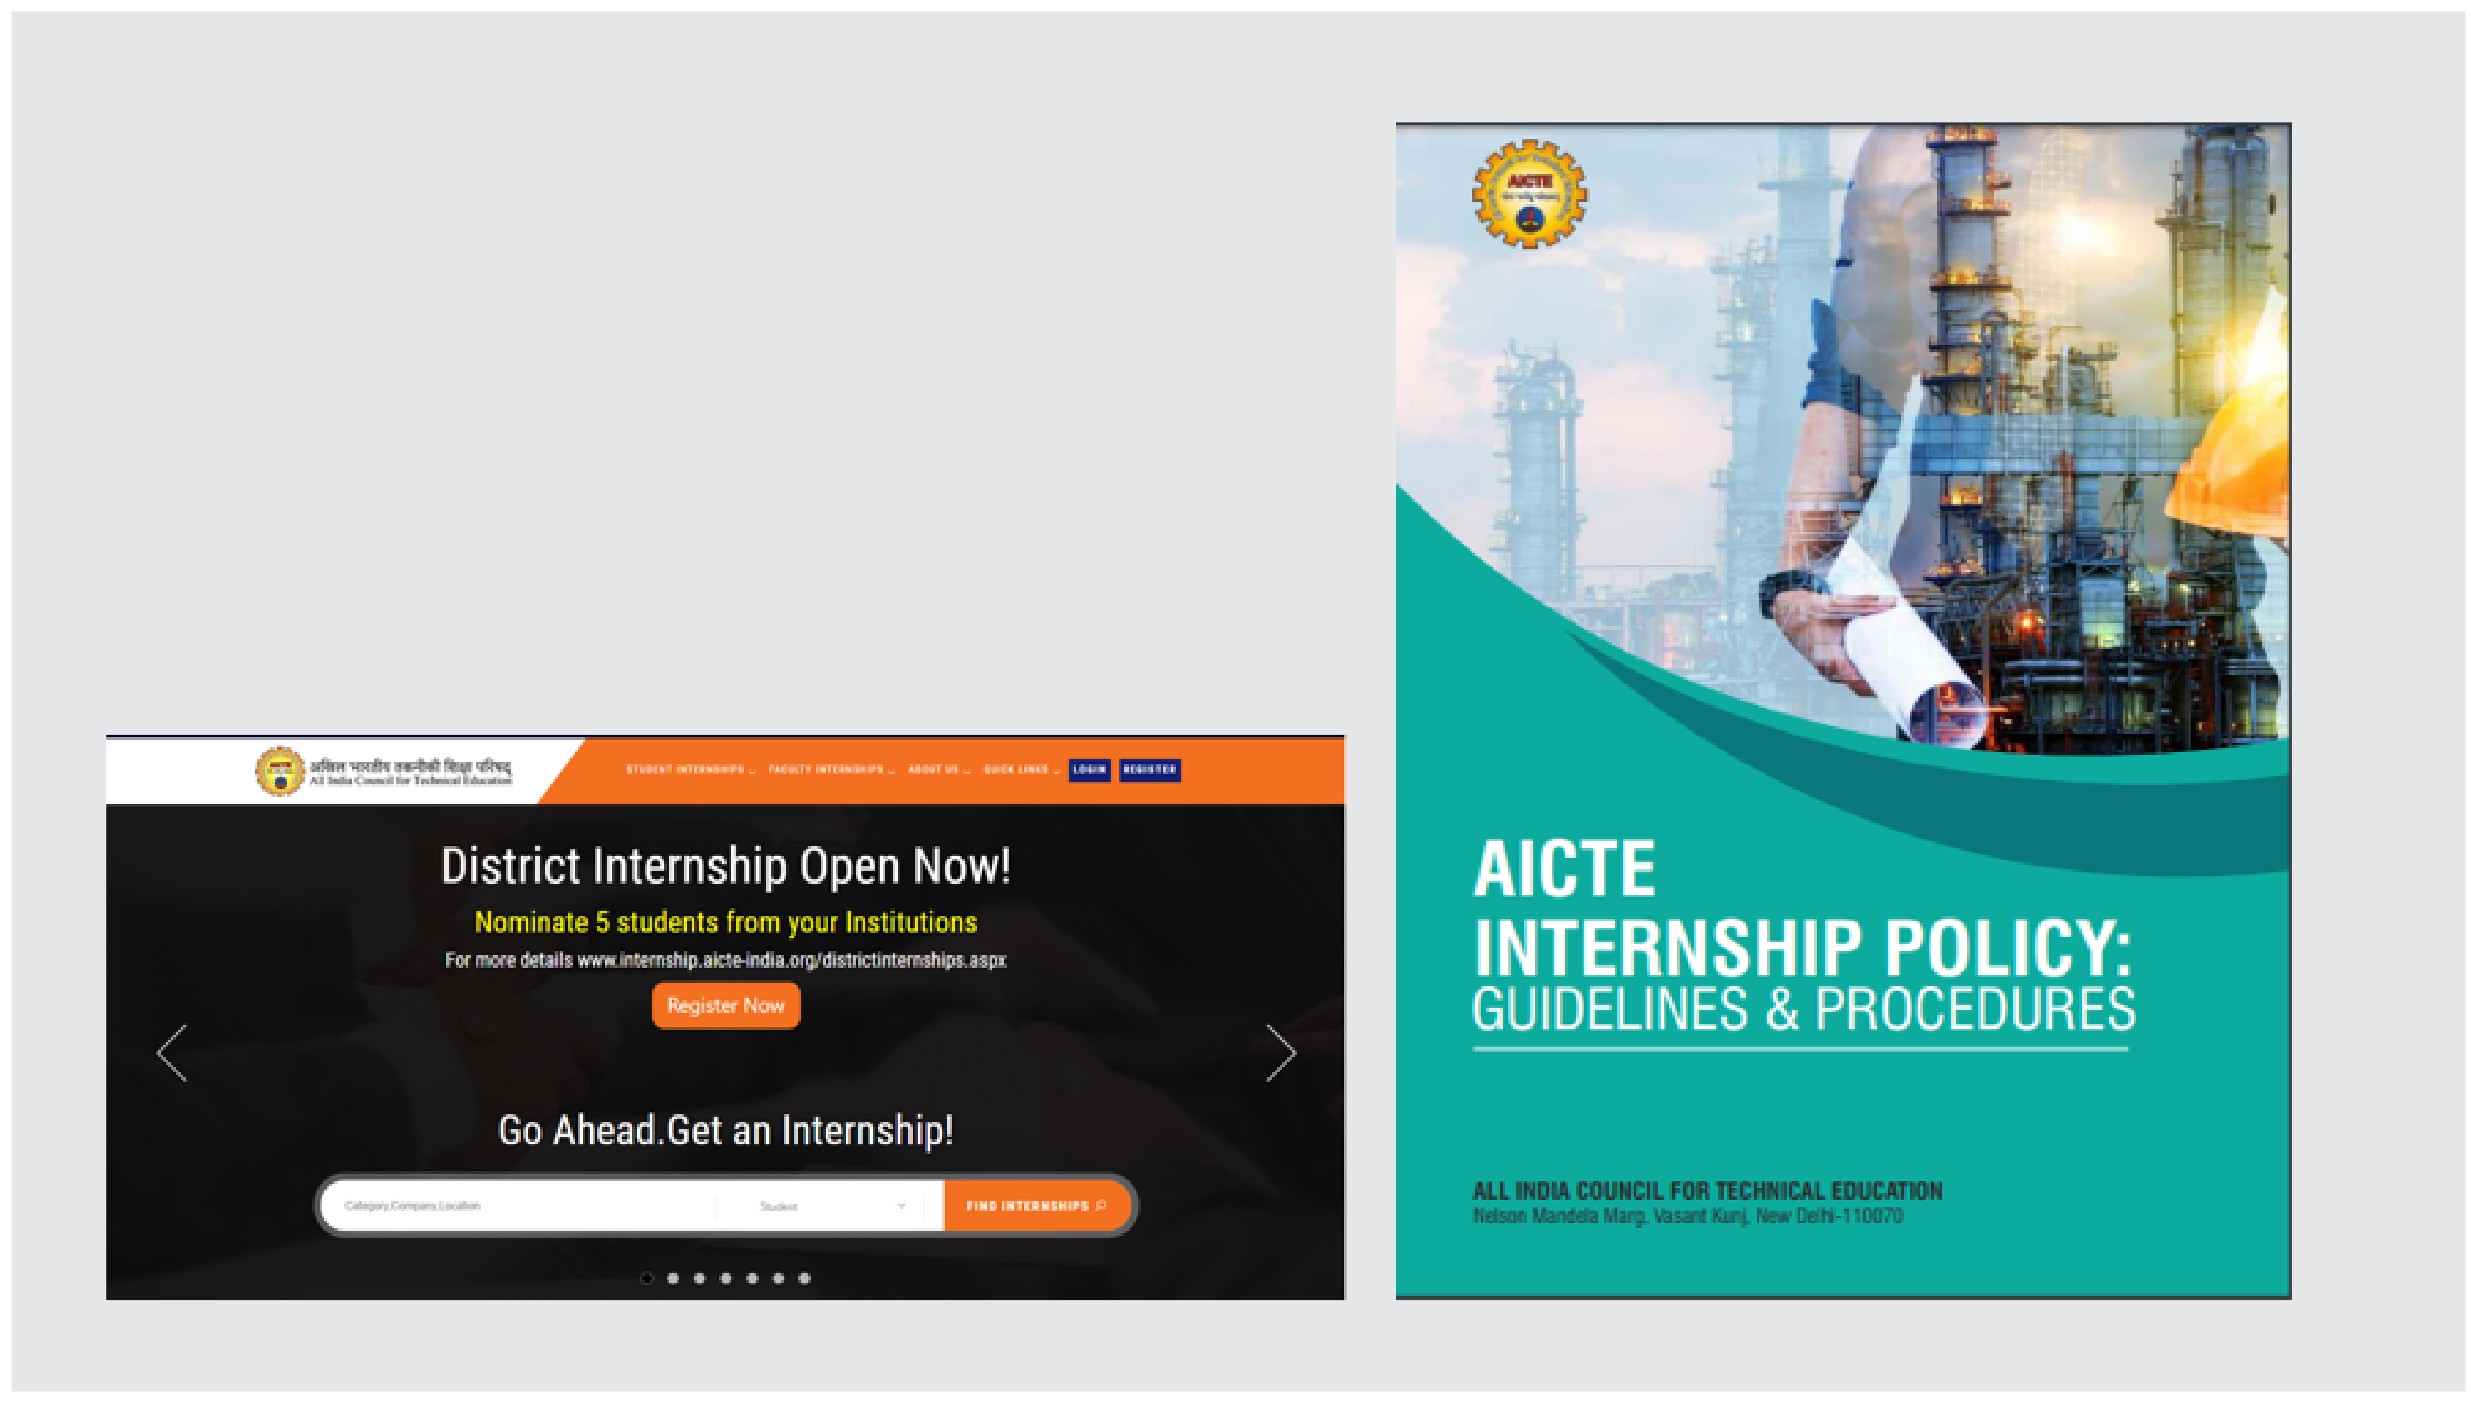 अखिल भारतीय तकनीकी शिक्षा परिषद्
All India Council for Technical Education
STUDENT INTERNSHIPS FACULTY INTERNSHIPS ABOUT US QUICK LINKS LOGIN REGISTER
District Internship Open Now!
Nominate 5 students from your Institutions
For more details www.internship.aicte-india.org/districtinternships.aspx
Register Now
Go Ahead.Get an Internship!
Category,Company,Location Student FIND INTERNSHIPS
AICTE
AICTE
INTERNSHIP POLICY:
GUIDELINES & PROCEDURES
ALL INDIA COUNCIL FOR TECHNICAL EDUCATION
Nelson Mandela Marg, Vasant Kunj, New Delhi-110070